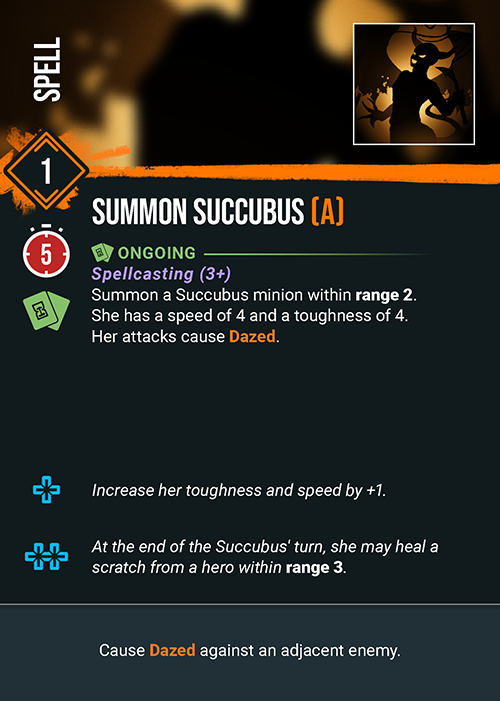 SPELL
1
SUMMON SUCCUBUS (A)
5
ONGOING
Spellcasting (3+)
Summon a Succubus minion within range 2.
She has a speed of 4 and a toughness of 4.
Her attacks cause Dazed.
Increase her toughness and speed by +1.
At the end of the Succubus' turn, she may heal a
scratch from a hero within range 3.
Cause Dazed against an adjacent enemy.